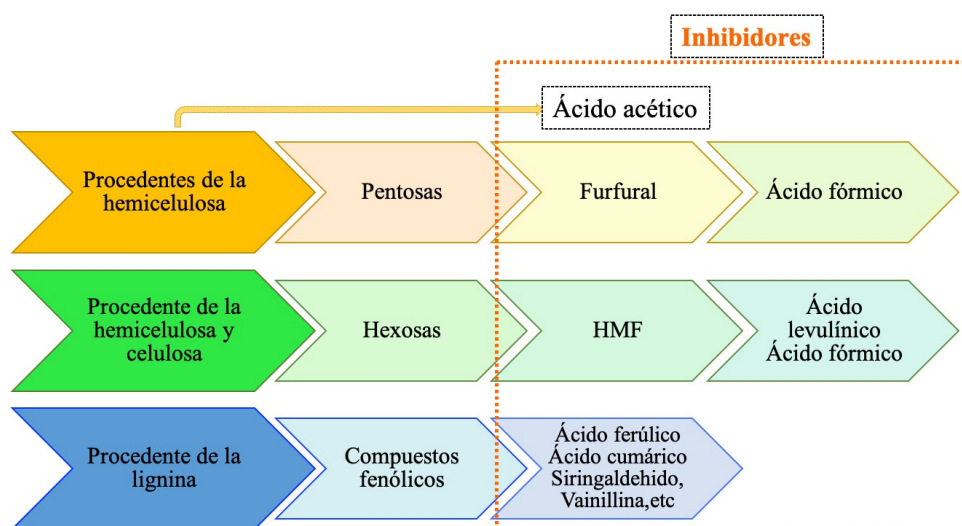 Inhibidores
Ácido acético
Procedentes de la
hemicelulosa
Pentosas
Furfural
Ácido fórmico
Procedente de la
hemicelulosa y
celulosa
Hexosas
HMF
Ácido
levulínico
Ácido fórmico
Procedente de la
lignina
Compuestos
fenólicos
Ácido ferúlico
Ácido cumárico
Siringaldehido,
Vainillina,etc